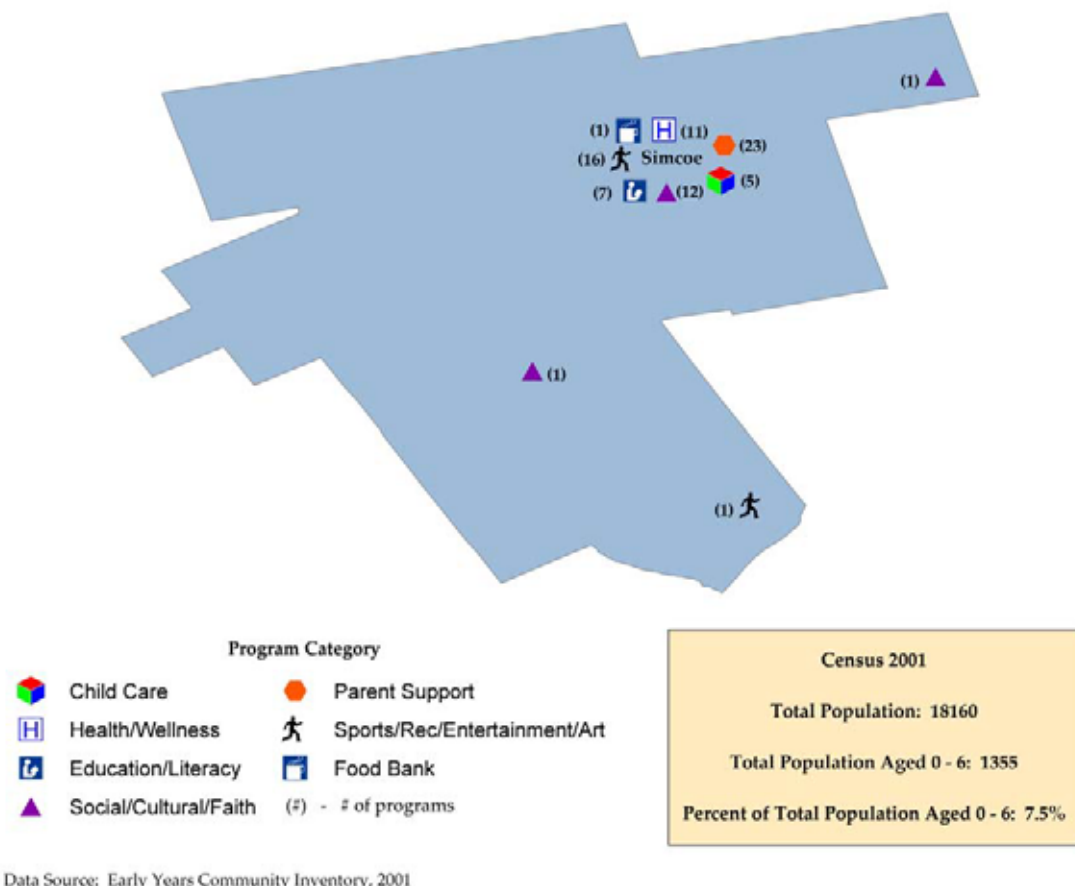 (1)
(1) H (11)
(23)
(16) Simcoe
(5)
(7) (12)
(1)
(1)
Program Category
Child Care
Parent Support
H Health/Wellness
Sports/Rec/Entertainment/Art
Education/Literacy
Food Bank
Social/Cultural/Faith
(#) - # of programs
Census 2001
Total Population: 18160
Total Population Aged 0 - 6: 1355
Percent of Total Population Aged 0 - 6: 7.5%
Data Source: Early Years Community Inventory, 2001